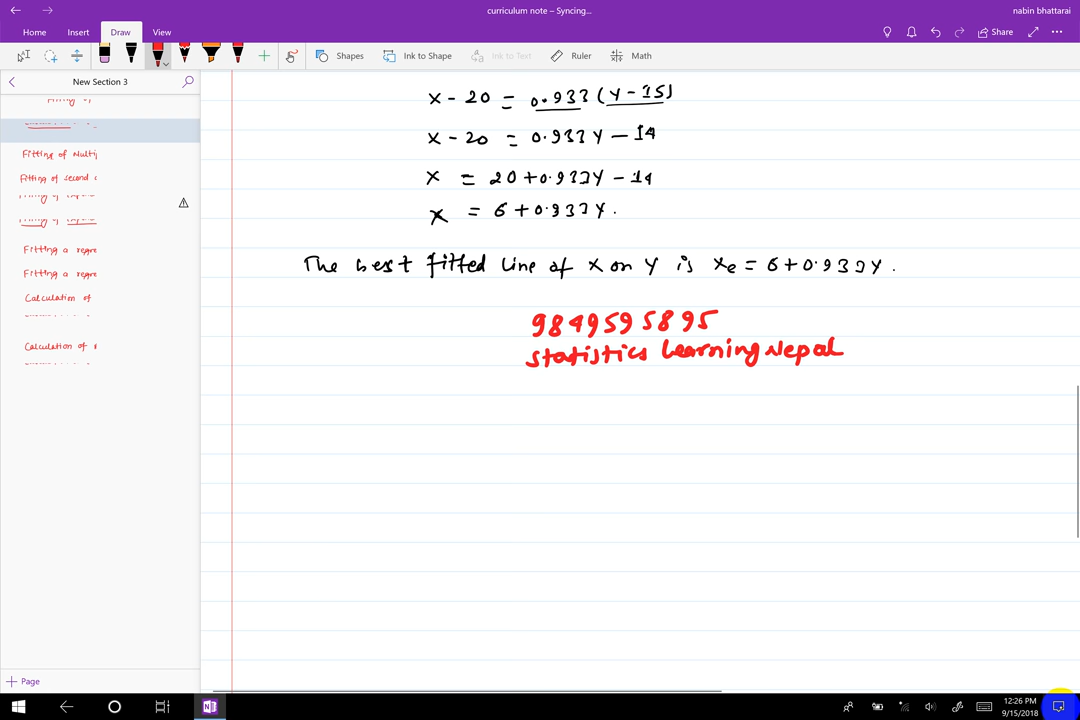 curriculum note – Syncing...
nabin bhattarai
Home Insert Draw View
Share
Shapes Ink to Shape Ink to Text Ruler Math
New Section 3
Fitting of Multip
Fitting of second
Fitting a regre
Fitting a regre
Calculation of
Calculation of
Page
x - 20 = 0.933 (y - 15)
x - 20 = 0.933y - 14
x = 20 + 0.933y - 14
x = 6 + 0.933y.
The best fitted line of x on y is xe = 6 + 0.933y.
9849595895
statistics learning Nepal
12:26 PM
9/15/2018